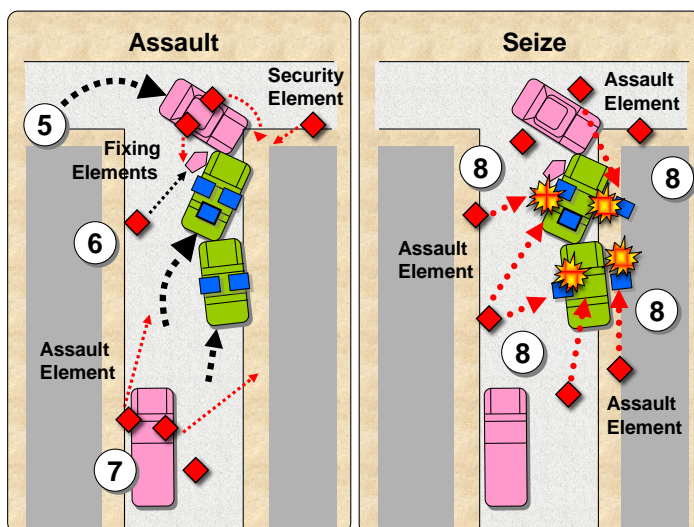 Assault
Security
Element
5
Fixing
Elements
6
Assault
Element
7
Seize
Assault
Element
8
8
Assault
Element
8
8
Assault
Element